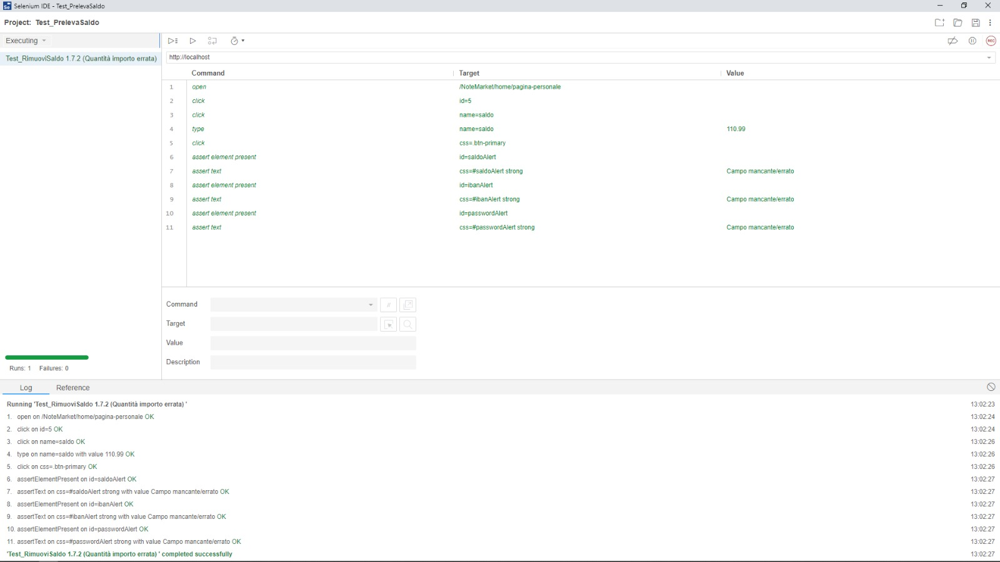 Selenium IDE - Test_PrelevaSaldo
Project: Test_PrelevaSaldo
Executing
Test_RimuoviSaldo 1.7.2 (Quantità importo errata)
REC
http://localhost
Command Target Value
1 open /NoteMarket/home/pagina-personale
2 click id=5
3 click name=saldo
4 type name=saldo 110.99
5 click css=.btn-primary
6 assert element present id=saldoAlert
7 assert text css=#saldoAlert strong Campo mancante/errato
8 assert element present id=ibanAlert
9 assert text css=#ibanAlert strong Campo mancante/errato
10 assert element present id=passwordAlert
11 assert text css=#passwordAlert strong Campo mancante/errato
Command //
Target
Value
Description
Runs: 1 Failures: 0
Log Reference
Running 'Test_RimuoviSaldo 1.7.2 (Quantità importo errata) ' 13:02:23
1. open on /NoteMarket/home/pagina-personale OK 13:02:24
2. click on id=5 OK 13:02:24
3. click on name=saldo OK 13:02:26
4. type on name=saldo with value 110.99 OK 13:02:26
5. click on css=.btn-primary OK 13:02:26
6. assertElementPresent on id=saldoAlert OK 13:02:27
7. assertText on css=#saldoAlert strong with value Campo mancante/errato OK 13:02:27
8. assertElementPresent on id=ibanAlert OK 13:02:27
9. assertText on css=#ibanAlert strong with value Campo mancante/errato OK 13:02:27
10. assertElementPresent on id=passwordAlert OK 13:02:27
11. assertText on css=#passwordAlert strong with value Campo mancante/errato OK 13:02:27
'Test_RimuoviSaldo 1.7.2 (Quantità importo errata) ' completed successfully 13:02:27